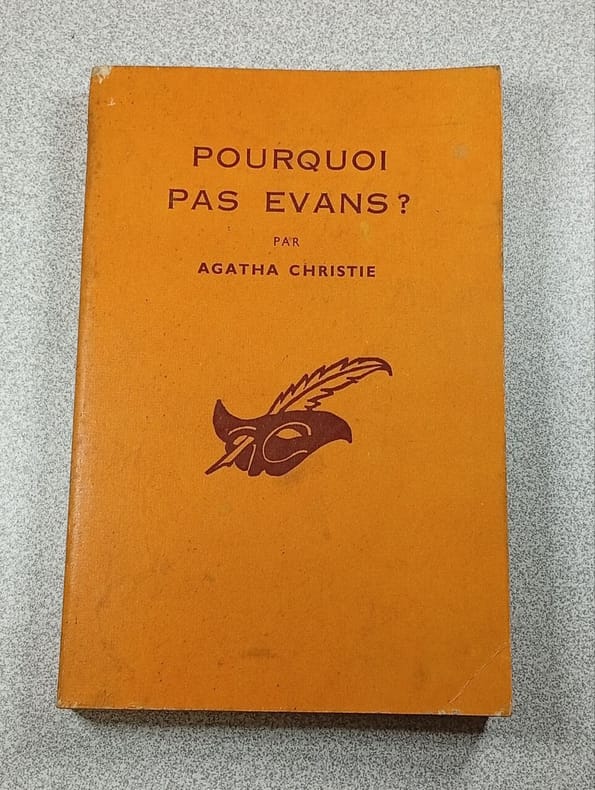 POURQUOI
PAS EVANS?
PAR
AGATHA CHRISTIE